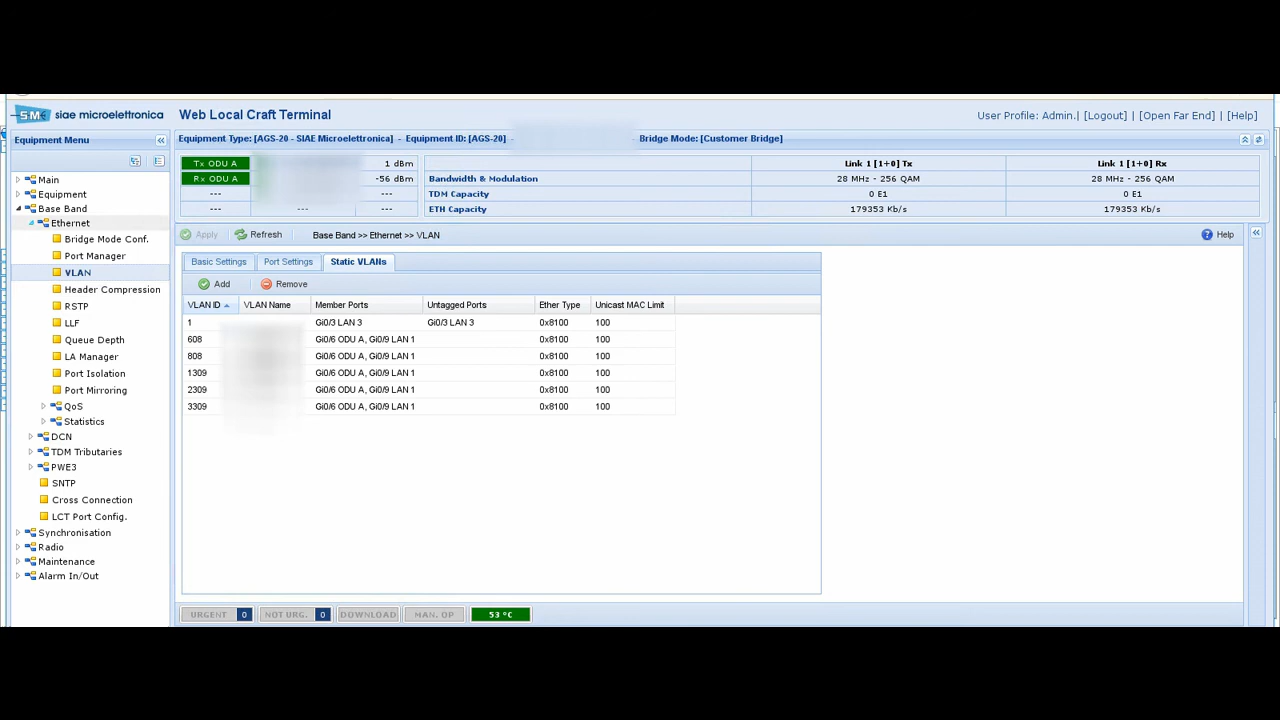 SIAE siae microelettronica
Web Local Craft Terminal
User Profile: Admin.| [Logout] | [Open Far End] | [Help]
Equipment Menu
Equipment Type: [AGS-20 - SIAE Microelettronica] - Equipment ID: [AGS-20] - Bridge Mode: [Customer Bridge]
Tx ODU A 1 dBm
Rx ODU A -56 dBm
--- ---
--- --- ---
Link 1 [1+0] Tx Link 1 [1+0] Rx
Bandwidth & Modulation 28 MHz - 256 QAM 28 MHz - 256 QAM
TDM Capacity 0 E1 0 E1
ETH Capacity 179353 Kb/s 179353 Kb/s
Main
Equipment
Base Band
Ethernet
Bridge Mode Conf.
Port Manager
VLAN
Header Compression
RSTP
LLF
Queue Depth
LA Manager
Port Isolation
Port Mirroring
QoS
Statistics
DCN
TDM Tributaries
PWE3
SNTP
Cross Connection
LCT Port Config.
Synchronisation
Radio
Maintenance
Alarm In/Out
Apply Refresh Base Band >> Ethernet >> VLAN Help
Basic Settings Port Settings Static VLANs
Add Remove
VLAN ID VLAN Name Member Ports Untagged Ports Ether Type Unicast MAC Limit
1 Gi0/3 LAN 3 Gi0/3 LAN 3 0x8100 100
608 Gi0/6 ODU A, Gi0/9 LAN 1 0x8100 100
808 Gi0/6 ODU A, Gi0/9 LAN 1 0x8100 100
1309 Gi0/6 ODU A, Gi0/9 LAN 1 0x8100 100
2309 Gi0/6 ODU A, Gi0/9 LAN 1 0x8100 100
3309 Gi0/6 ODU A, Gi0/9 LAN 1 0x8100 100
URGENT 0 NOT URG. 0 DOWNLOAD MAN. OP 53 °C